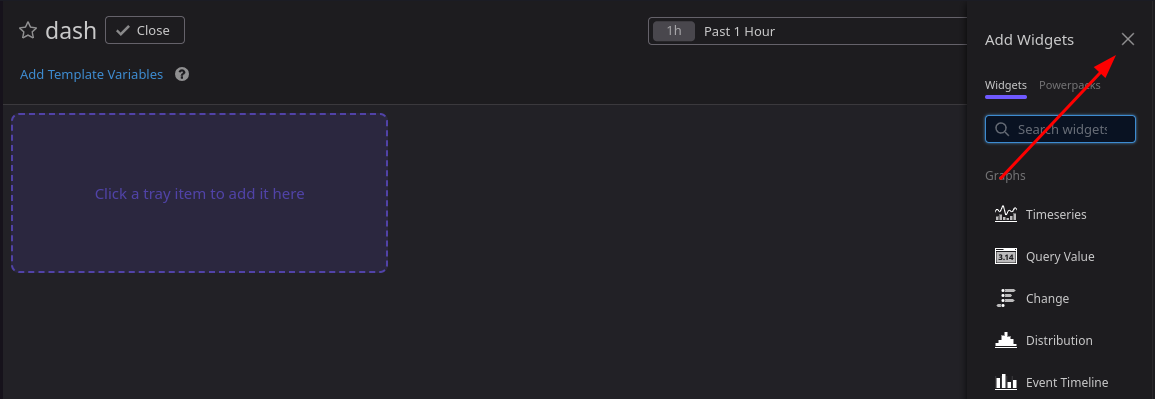 dash
Close
1h Past 1 Hour
Add Template Variables ?
Click a tray item to add it here
Add Widgets
Widgets Powerpacks
Search widgets
Graphs
Timeseries
3.14 Query Value
Change
Distribution
Event Timeline